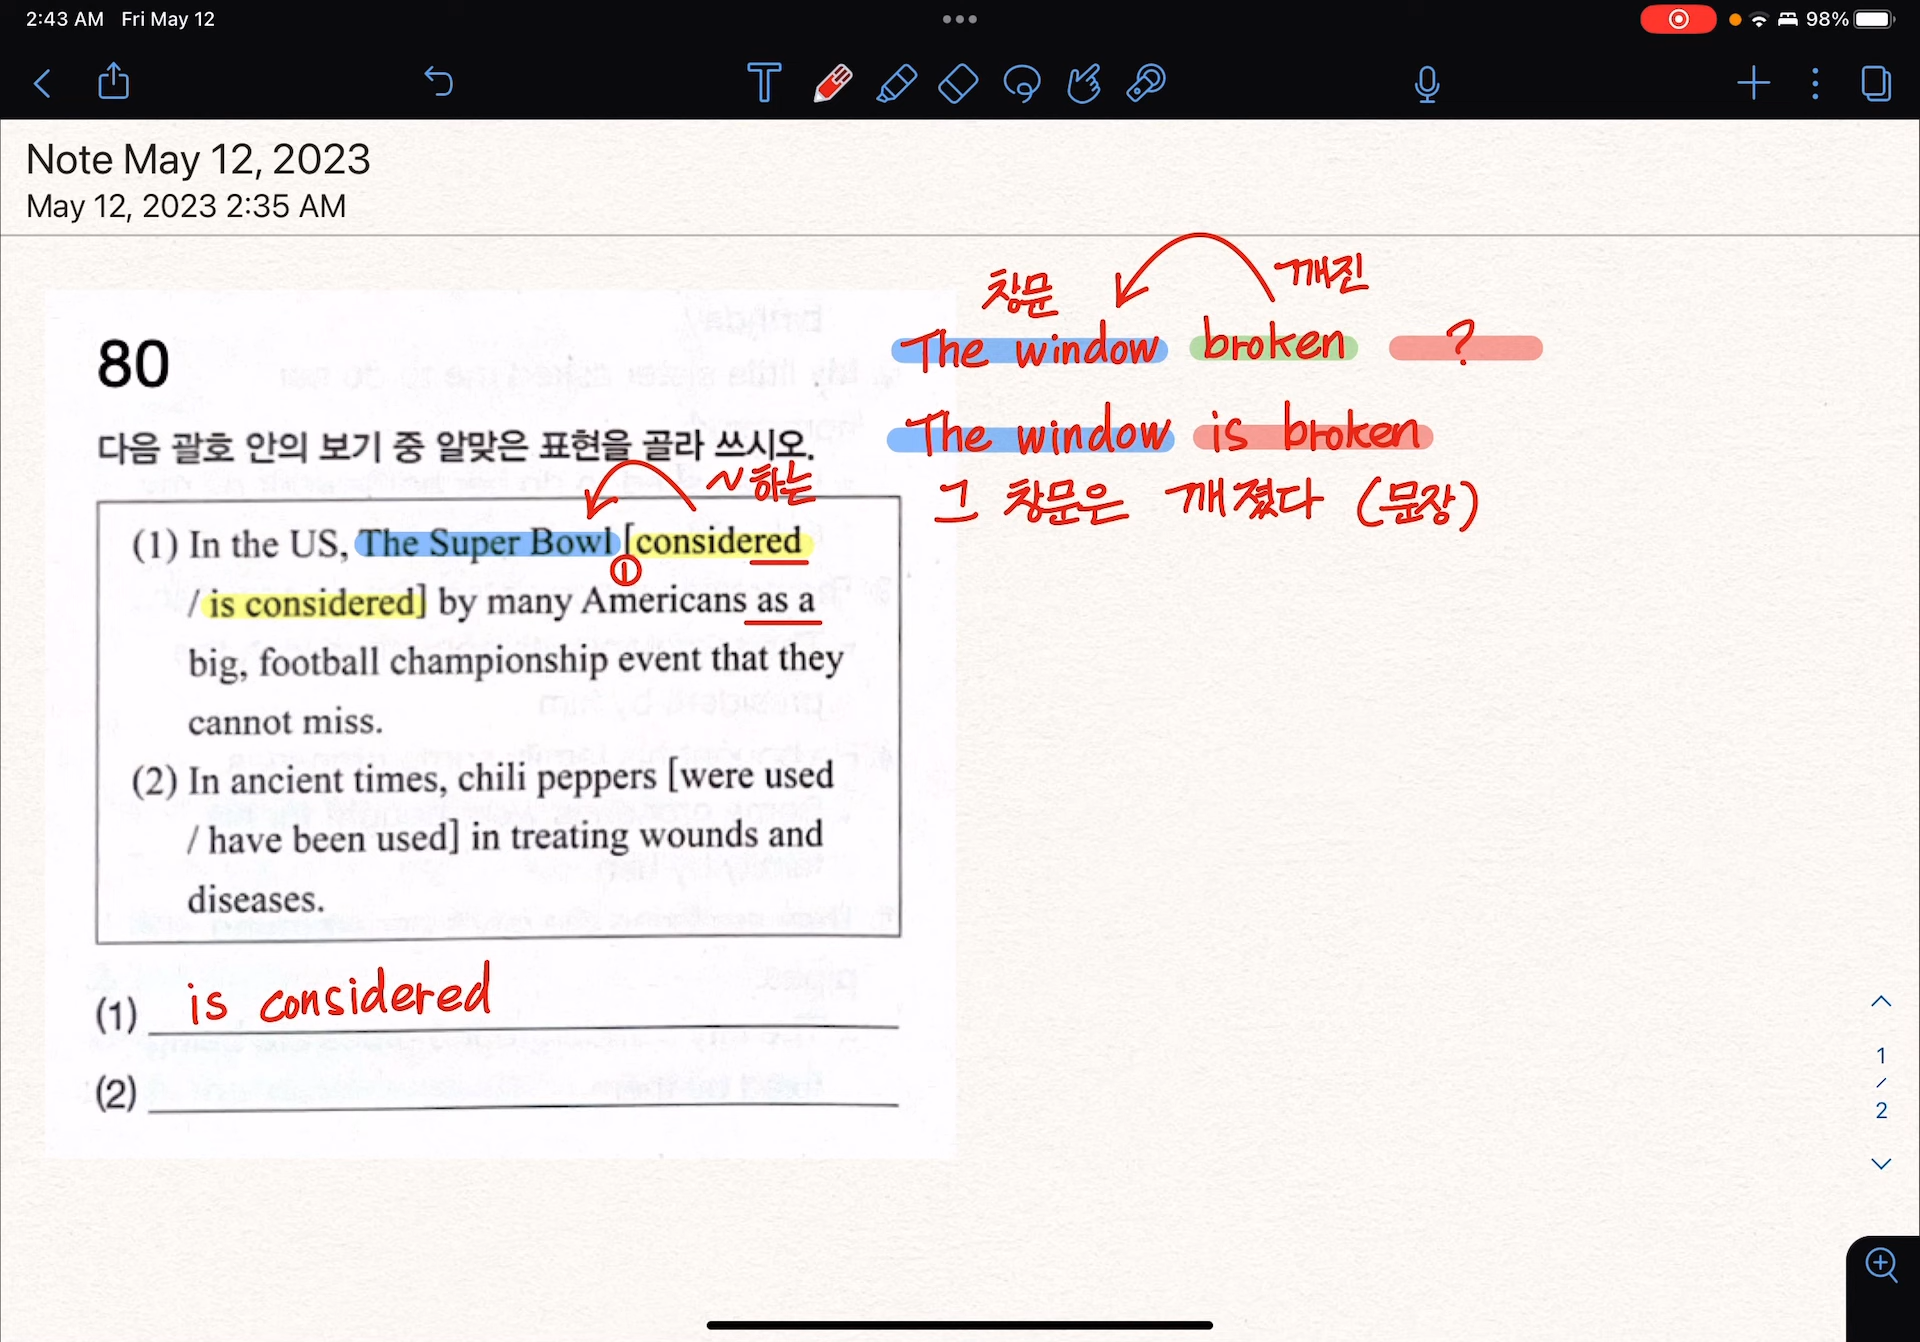 2:43 AM Fri May 12
98%
Note May 12, 2023
May 12, 2023 2:35 AM
80
다음 괄호 안의 보기 중 알맞은 표현을 골라 쓰시오.
~하는
(1) In the US, The Super Bowl [considered
①
/ is considered] by many Americans as a
big, football championship event that they
cannot miss.
(2) In ancient times, chili peppers [were used
/ have been used] in treating wounds and
diseases.
(1) is considered
(2)
창문 깨진
The window broken ?
The window is broken
그 창문은 깨졌다 (문장)
1
/
2